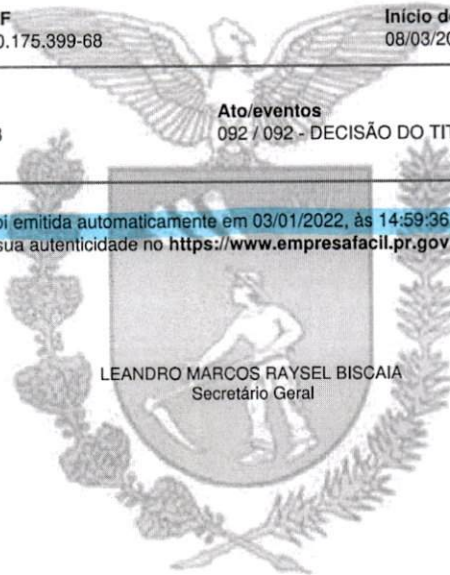 F
Início d
0.175.399-68
08/03/20
Ato/eventos
092 / 092 - DECISÃO DO TIT
oi emitida automaticamente em 03/01/2022, às 14:59:36
sua autenticidade no https://www.empresafacil.pr.gov
LEANDRO MARCOS RAYSEL BISCAIA
Secretário Geral